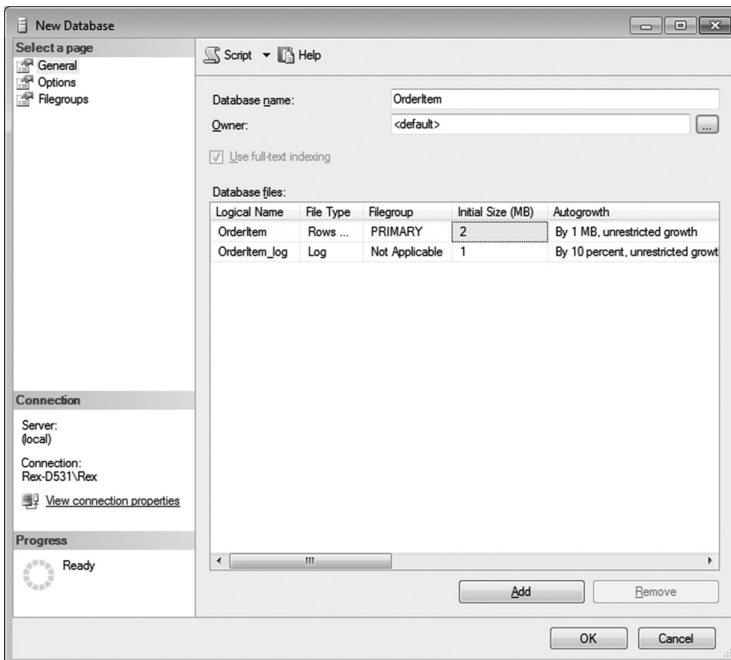 New Database
Select a page
General
Options
Filegroups
Script
Help
Database name:
OrderItem
Owner:
<default>
...
Use full-text indexing
Database files:
Logical Name File Type Filegroup Initial Size (MB) Autogrowth
OrderItem Rows ... PRIMARY 2 By 1 MB, unrestricted growth
OrderItem_log Log Not Applicable 1 By 10 percent, unrestricted growt
Connection
Server:
(local)
Connection:
Rex-D531\Rex
View connection properties
Progress
Ready
Add
Remove
OK
Cancel